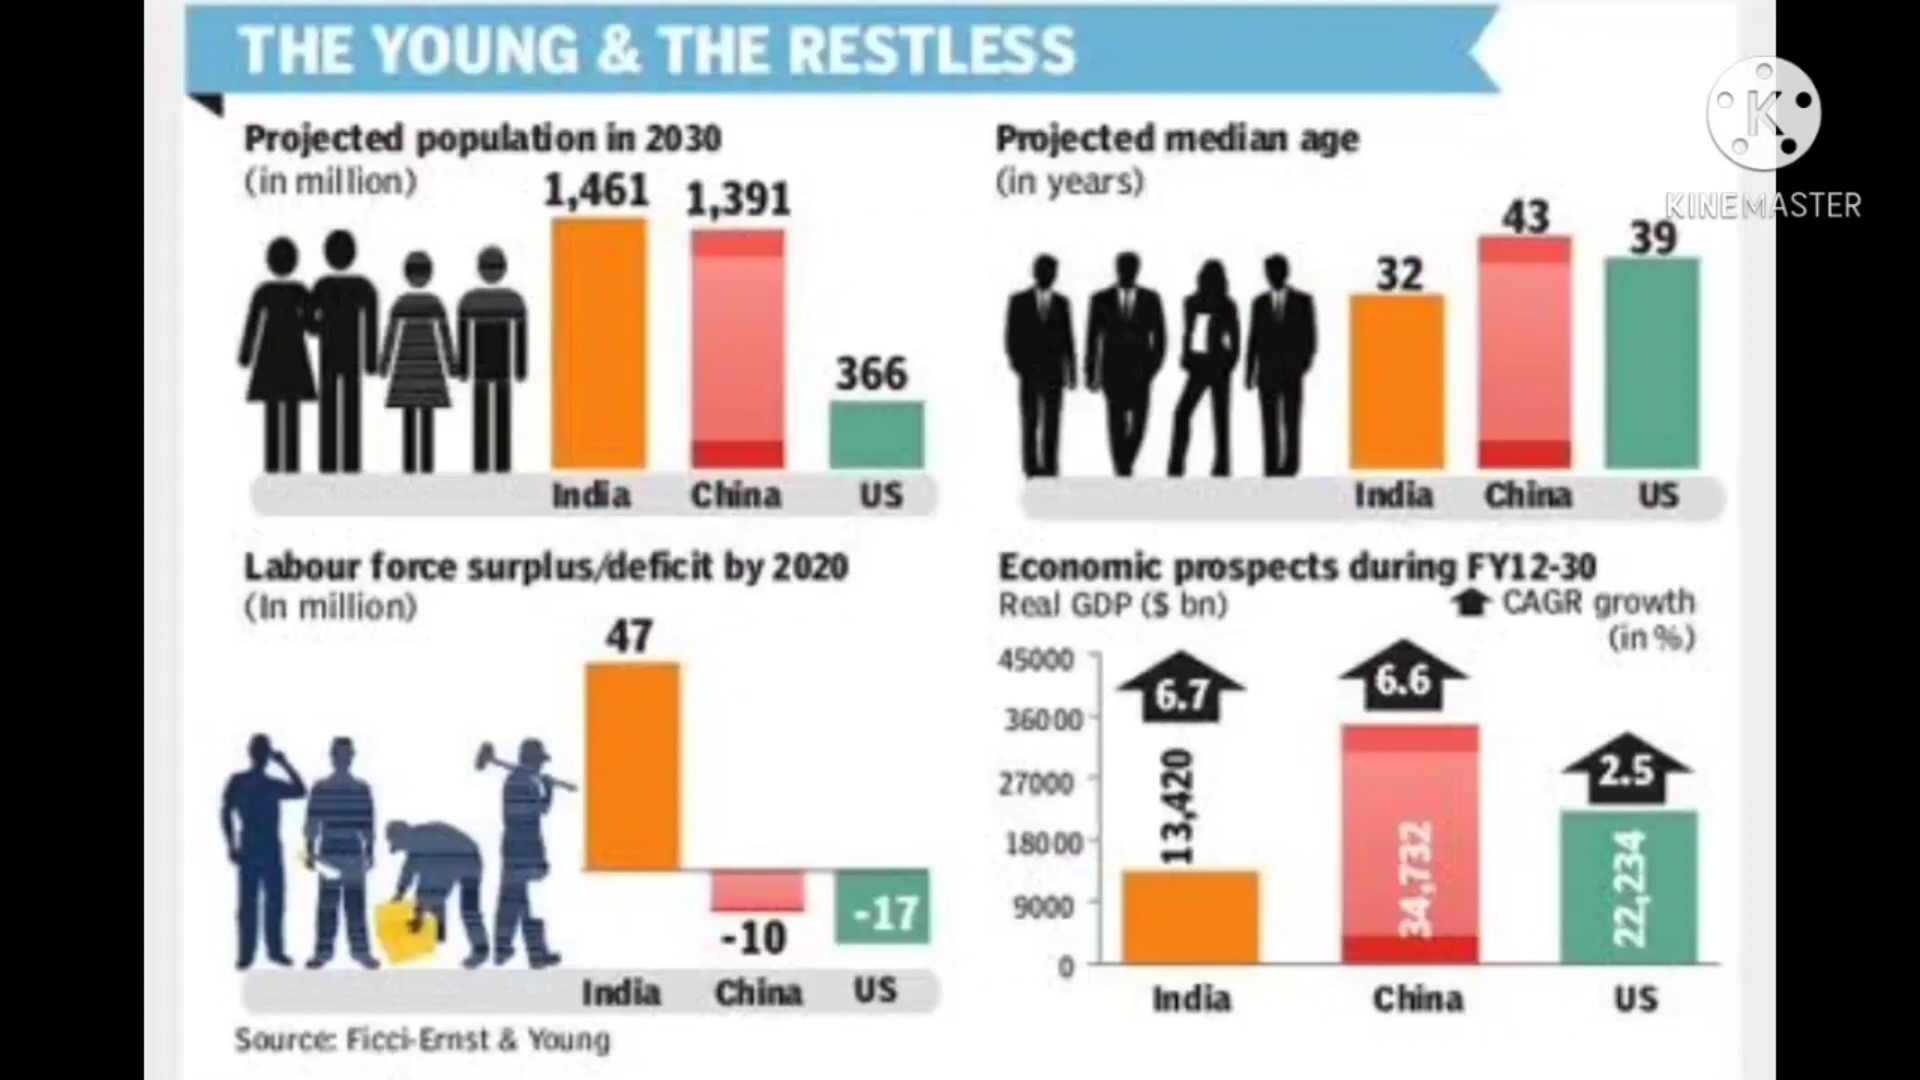 THE YOUNG & THE RESTLESS
K
KINEMASTER
Projected population in 2030
(in million)
1,461
1,391
366
India
China
US
Projected median age
(in years)
32
43
39
India
China
US
Labour force surplus/deficit by 2020
(In million)
47
-10
-17
India
China
US
Economic prospects during FY12-30
Real GDP ($ bn)
CAGR growth
(in %)
45000
36000
27000
18000
9000
0
6.7
13,420
6.6
34,732
2.5
22,234
India
China
US
Source: Ficci-Ernst & Young